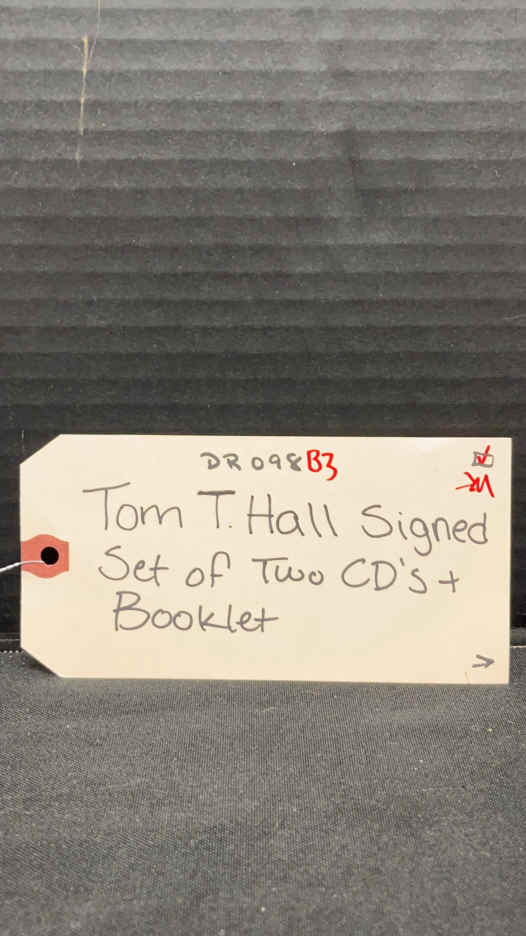 DR098B3
Tom T. Hall Signed
Set of Two CD's +
Booklet
>